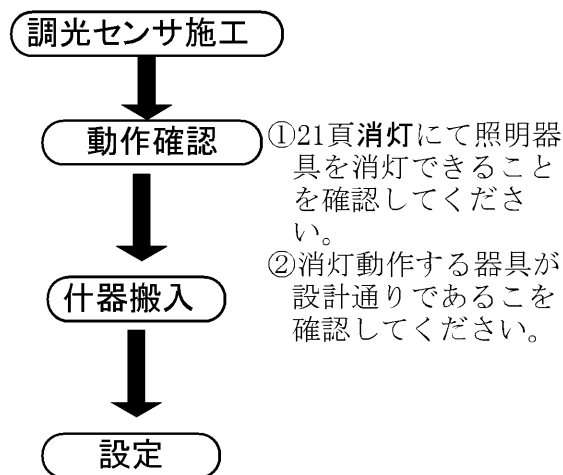 調光センサ施工
動作確認
①21頁消灯にて照明器
具を消灯できること
を確認してくださ
い。
②消灯動作する器具が
設計通りであるこを
確認してください。
什器搬入
設定